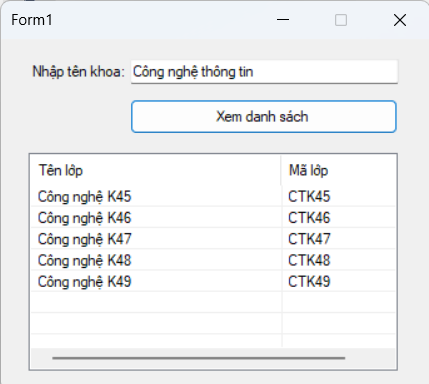 Form1
Nhập tên khoa: Công nghệ thông tin
Xem danh sách
Tên lớp Mã lớp
Công nghệ K45 CTK45
Công nghệ K46 CTK46
Công nghệ K47 CTK47
Công nghệ K48 CTK48
Công nghệ K49 CTK49